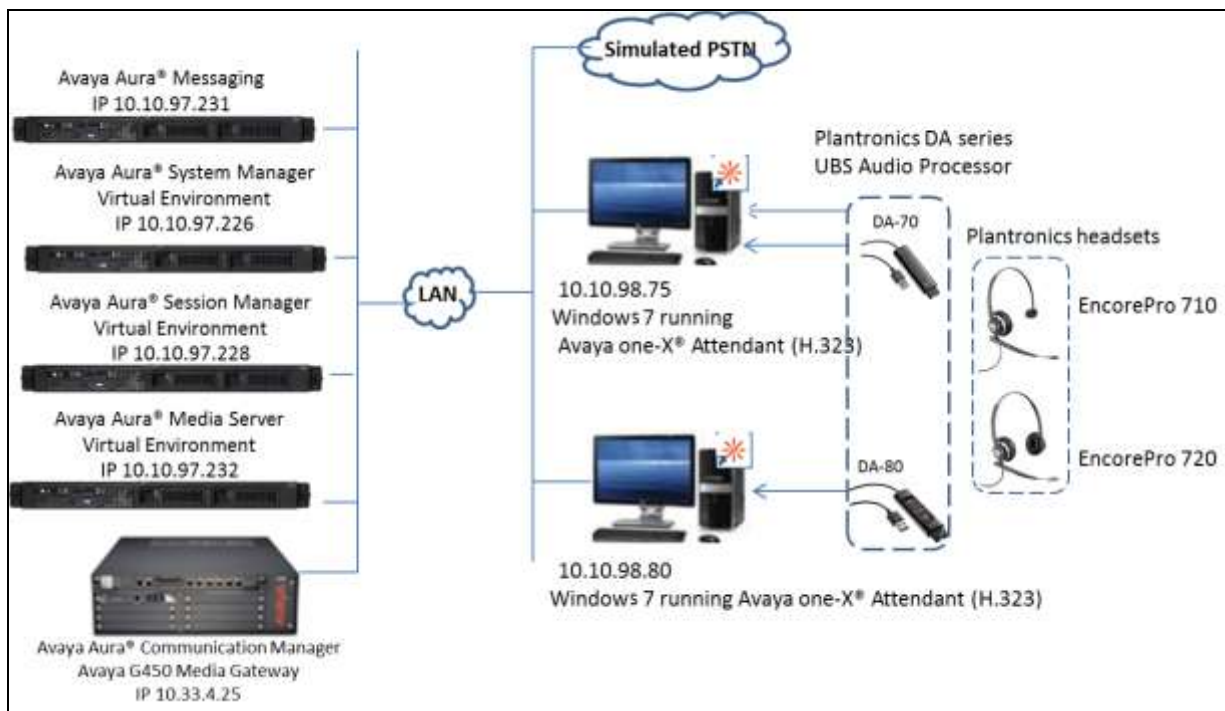 Avaya Aura® Messaging
IP 10.10.97.231
Avaya Aura® System Manager
Virtual Environment
IP 10.10.97.226
Avaya Aura® Session Manager
Virtual Environment
IP 10.10.97.228
Avaya Aura® Media Server
Virtual Environment
IP 10.10.97.232
Avaya Aura® Communication Manager
Avaya G450 Media Gateway
IP 10.33.4.25
LAN
Simulated PSTN
10.10.98.75
Windows 7 running
Avaya one-X® Attendant (H.323)
10.10.98.80
Windows 7 running Avaya one-X® Attendant (H.323)
Plantronics DA series
UBS Audio Processor
DA-70
DA-80
Plantronics headsets
EncorePro 710
EncorePro 720